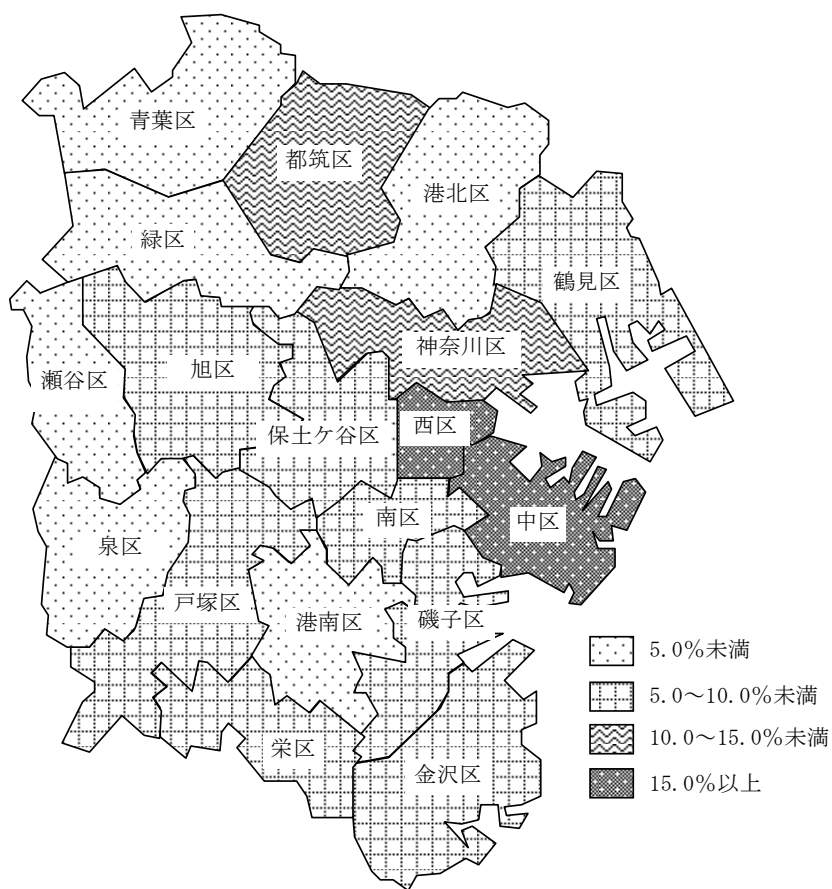 青葉区
都筑区
港北区
緑区
鶴見区
神奈川区
瀬谷区
旭区
保土ケ谷区
西区
南区
中区
泉区
戸塚区
港南区
磯子区
栄区
金沢区
5.0%未満
5.0～10.0%未満
10.0～15.0%未満
15.0%以上